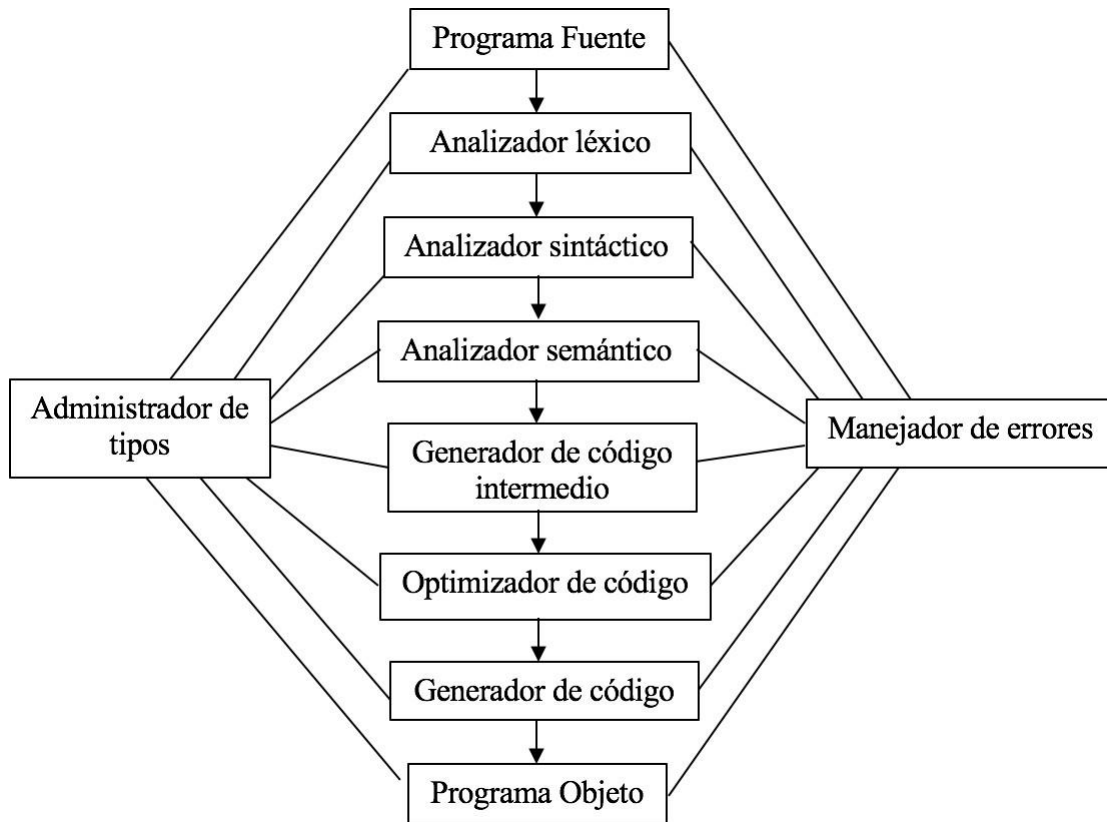 Programa Fuente
Analizador léxico
Analizador sintáctico
Analizador semántico
Administrador de
tipos
Manejador de errores
Generador de código
intermedio
Optimizador de código
Generador de código
Programa Objeto